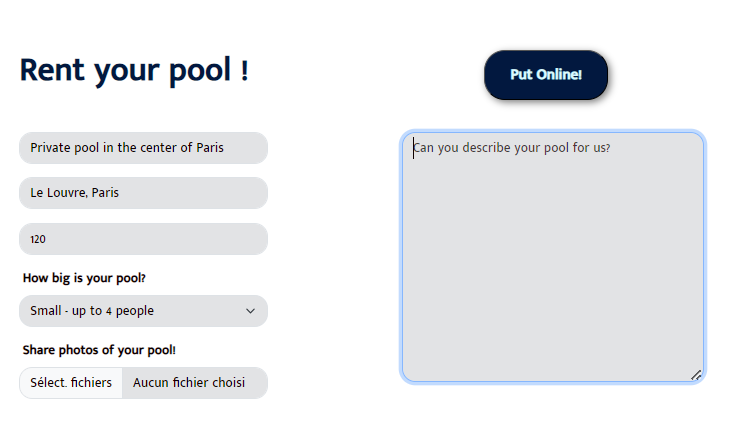 Rent your pool !
Put Online!
Private pool in the center of Paris
Le Louvre, Paris
120
How big is your pool?
Small - up to 4 people
Share photos of your pool!
Sélect. fichiers Aucun fichier choisi
Can you describe your pool for us?